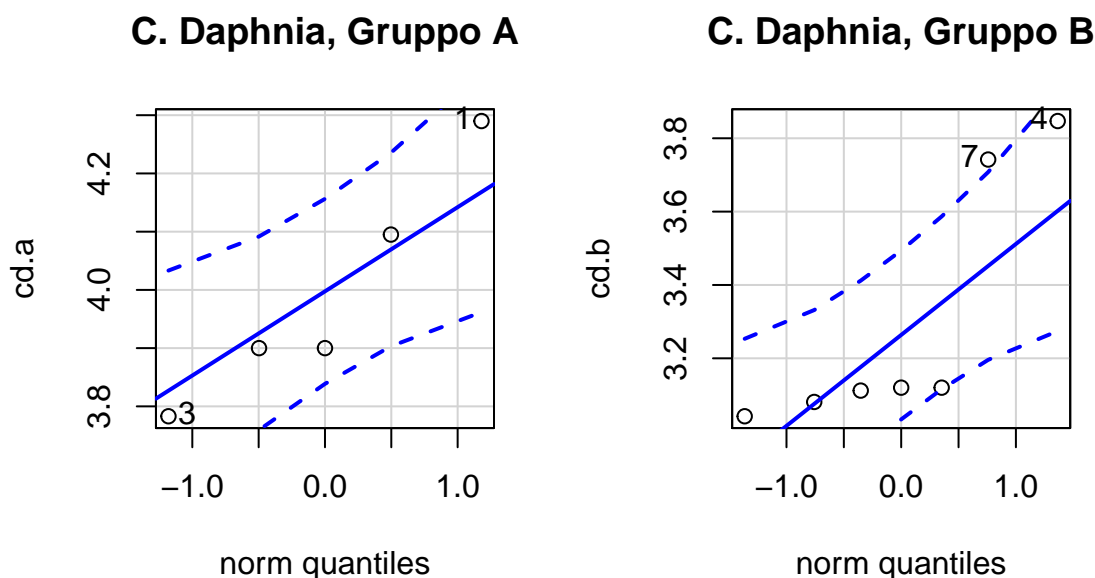 C. Daphnia, Gruppo A
1
3
3.8
4.0
4.2
cd.a
−1.0 0.0 1.0
norm quantiles
C. Daphnia, Gruppo B
4
7
3.2
3.4
3.6
3.8
cd.b
−1.0 0.0 1.0
norm quantiles